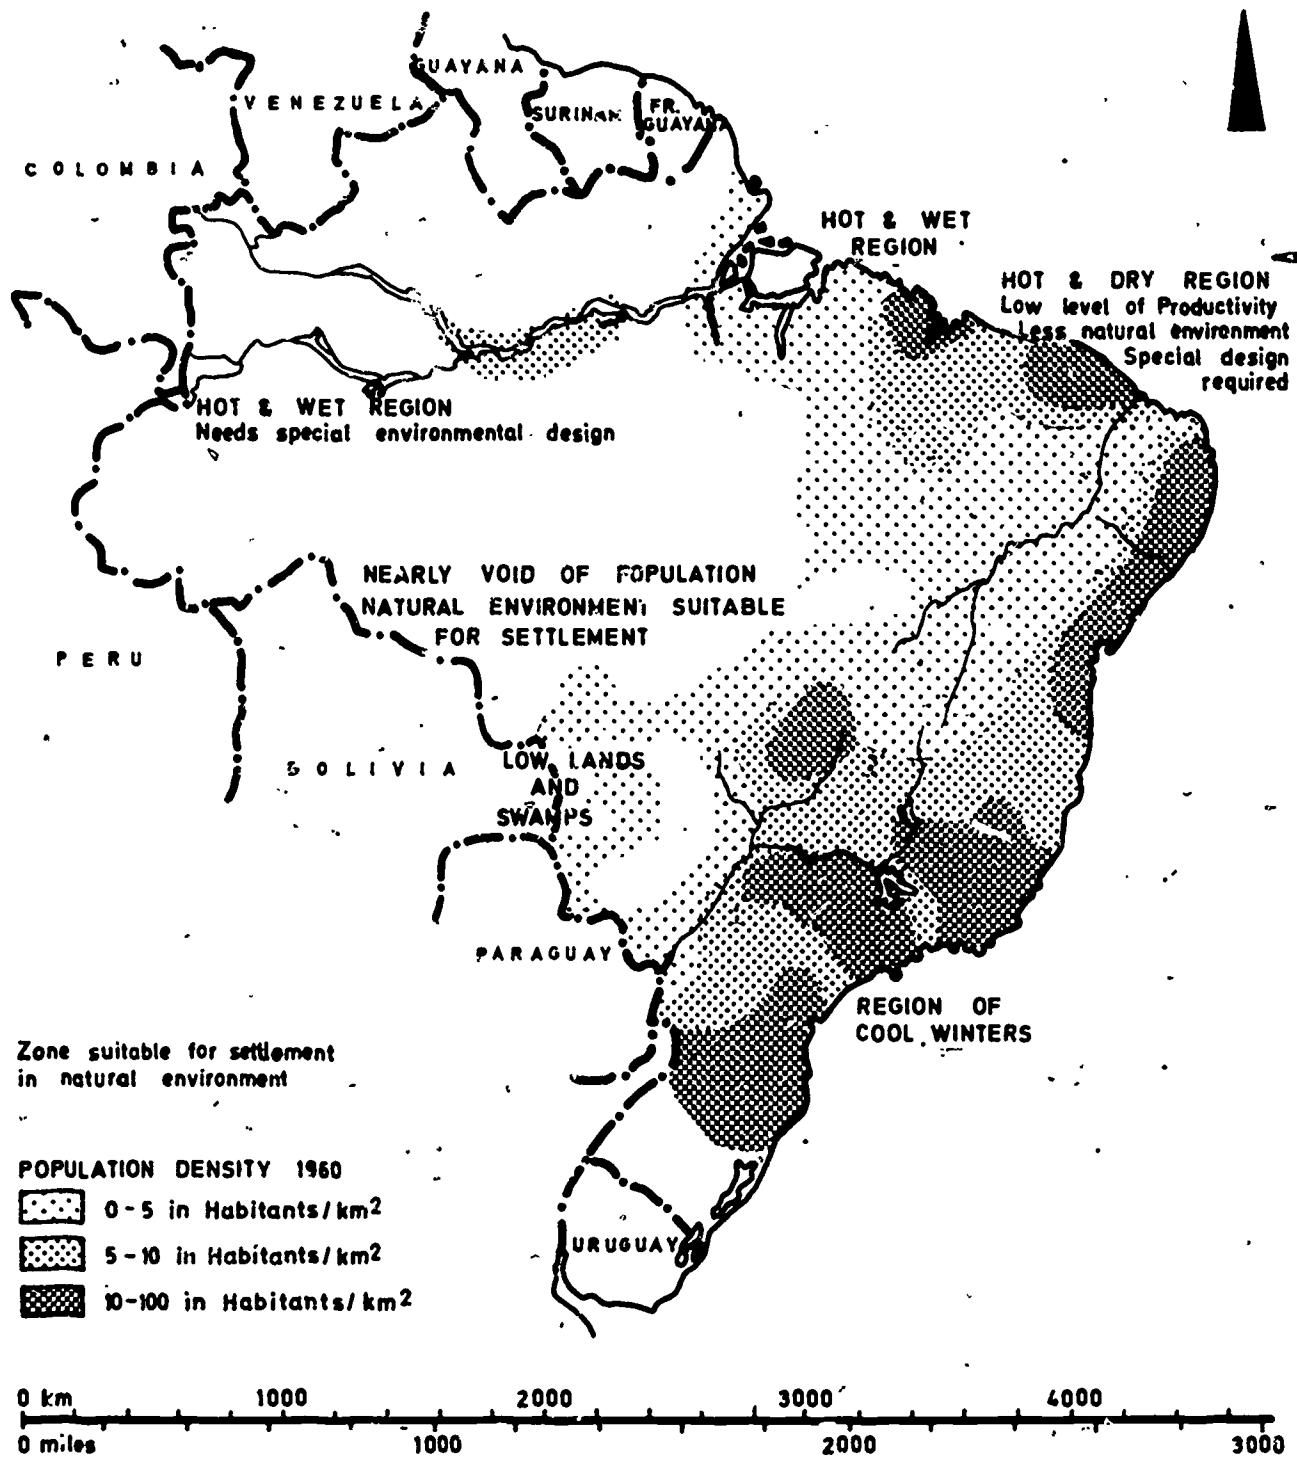 GUAYANA
VENEZUELA
SURINAM
FR.
GUAYANA
COLOMBIA
HOT & WET
REGION
HOT & DRY REGION
Low level of Productivity
Less natural environment
Special design
required
HOT & WET REGION
Needs special environmental design
NEARLY VOID OF POPULATION
NATURAL ENVIRONMENT SUITABLE
FOR SETTLEMENT
PERU
BOLIVIA
LOW LANDS
AND
SWAMPS
PARAGUAY
REGION OF
COOL WINTERS
Zone suitable for settlement
in natural environment
POPULATION DENSITY 1960
0-5 in Habitants/km²
5-10 in Habitants/km²
10-100 in Habitants/km²
URUGUAY
0 km 1000 2000 3000 4000
0 miles 1000 2000 3000